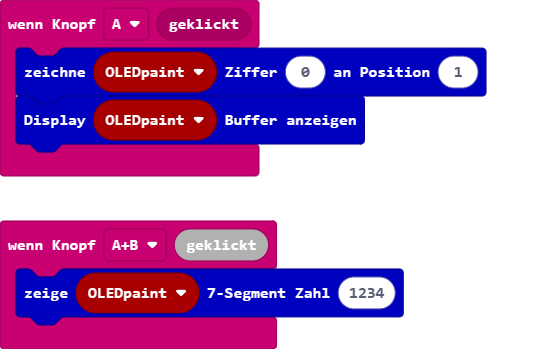 wenn Knopf A geklickt
zeichne OLEDpaint Ziffer 0 an Position 1
Display OLEDpaint Buffer anzeigen
wenn Knopf A+B geklickt
zeige OLEDpaint 7-Segment Zahl 1234